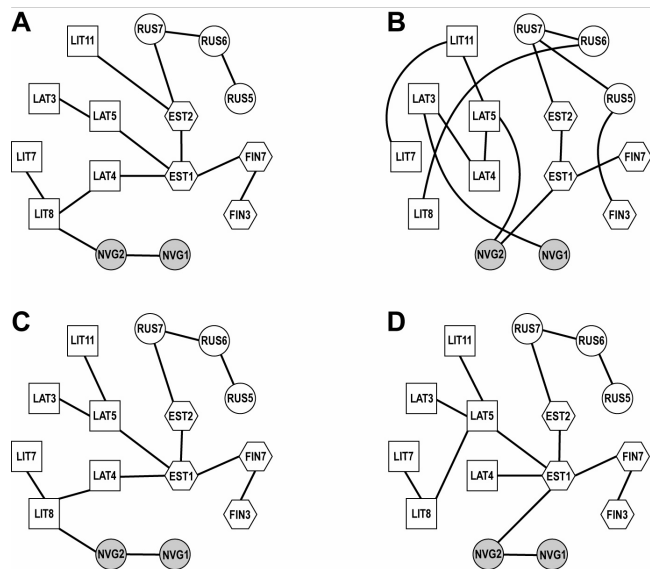 A
LIT11
RUS7
RUS6
LAT3
LAT5
EST2
RUS5
LIT7
LAT4
EST1
FIN7
LIT8
FIN3
NVG2
NVG1
B
LIT11
RUS7
RUS6
LAT3
LAT5
EST2
RUS5
LIT7
LAT4
EST1
FIN7
LIT8
FIN3
NVG2
NVG1
C
LIT11
RUS7
RUS6
LAT3
LAT5
EST2
RUS5
LIT7
LAT4
EST1
FIN7
LIT8
FIN3
NVG2
NVG1
D
LIT11
RUS7
RUS6
LAT3
LAT5
EST2
RUS5
LIT7
LAT4
EST1
FIN7
LIT8
FIN3
NVG2
NVG1